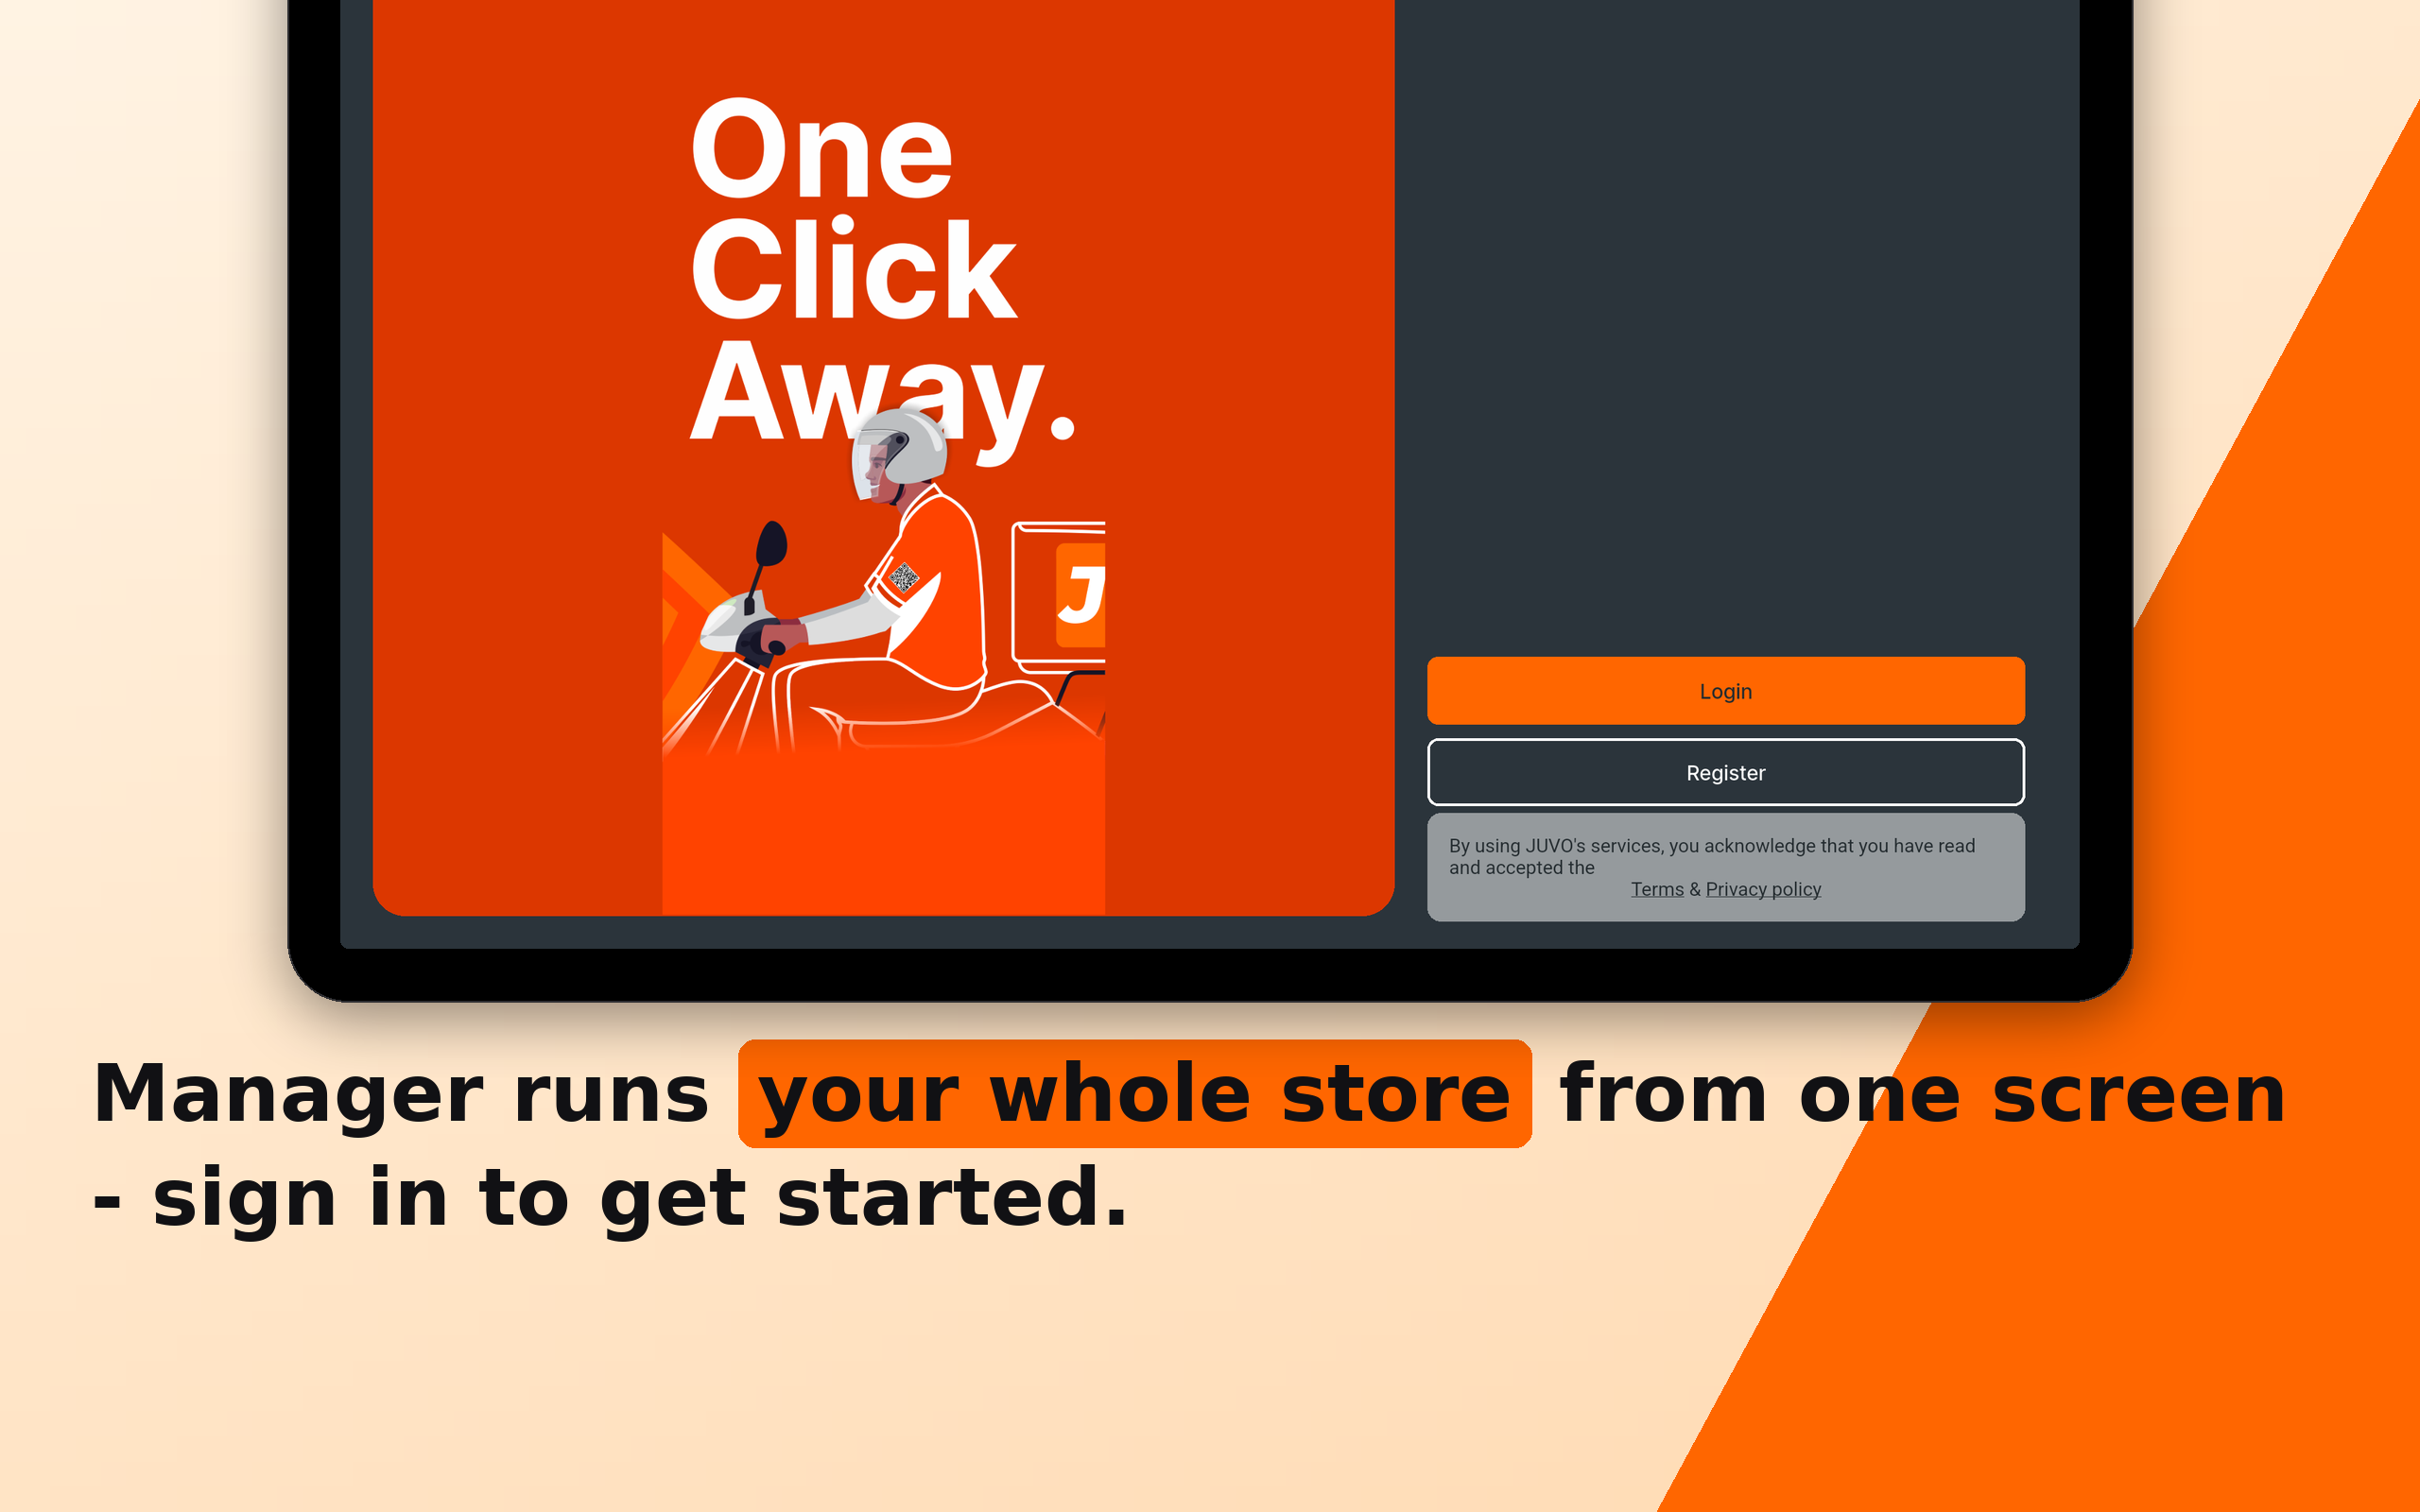 One
Click
Away.
J
Login
Register
By using JUVO's services, you acknowledge that you have read
and accepted the
Terms & Privacy policy
Manager runs your whole store from one screen
- sign in to get started.